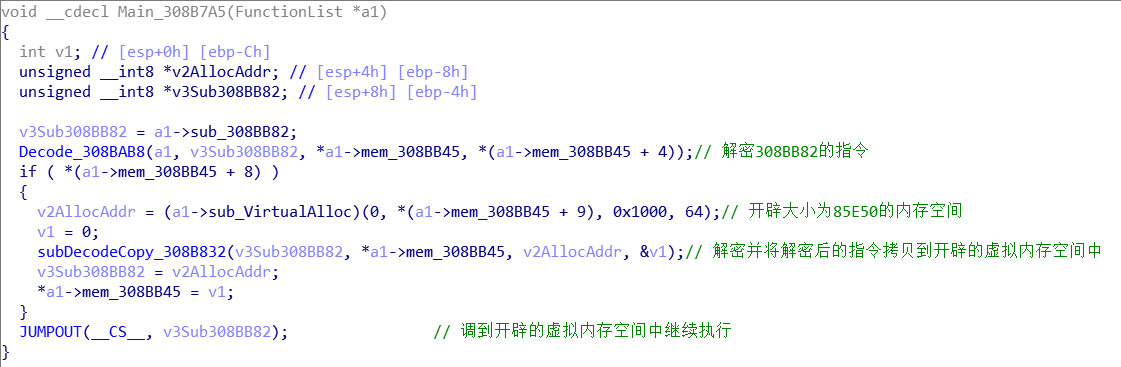 void __cdecl Main_308B7A5(FunctionList *a1)
{
int v1; // [esp+0h] [ebp-Ch]
unsigned __int8 *v2AllocAddr; // [esp+4h] [ebp-8h]
unsigned __int8 *v3Sub308BB82; // [esp+8h] [ebp-4h]
v3Sub308BB82 = a1->sub_308BB82;
Decode_308BAB8(a1, v3Sub308BB82, *a1->mem_308BB45, *(a1->mem_308BB45 + 4));// 解密308BB82的指令
if ( *(a1->mem_308BB45 + 8) )
{
v2AllocAddr = (a1->sub_VirtualAlloc)(0, *(a1->mem_308BB45 + 9), 0x1000, 64);// 开辟大小为85E50的内存空间
v1 = 0;
subDecodeCopy_308B832(v3Sub308BB82, *a1->mem_308BB45, v2AllocAddr, &v1);// 解密并将解密后的指令拷贝到开辟的虚拟内存空间中
v3Sub308BB82 = v2AllocAddr;
*a1->mem_308BB45 = v1;
}
JUMPOUT(__CS__, v3Sub308BB82); // 调到开辟的虚拟内存空间中继续执行
}